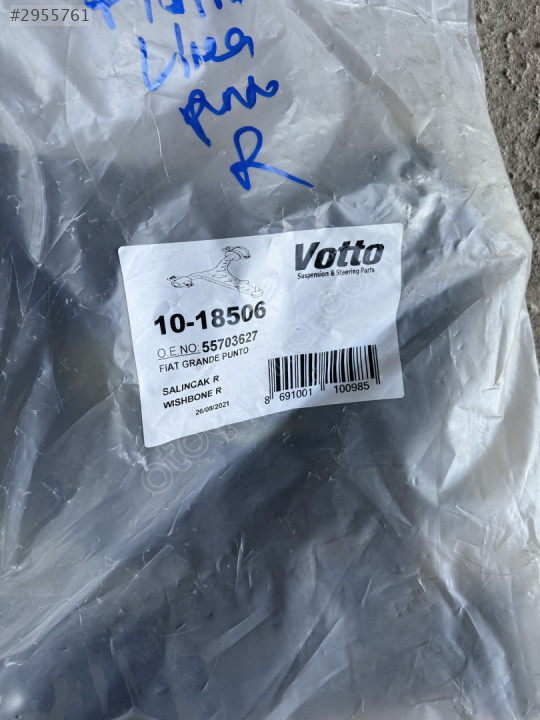 #2955761
punto
R
Votto
Suspension & Steering Parts
10-18506
O.E.NO: 55703627
FIAT GRANDE PUNTO
SALINCAK R
WISHBONE R
26/08/2021
8 691001 100985